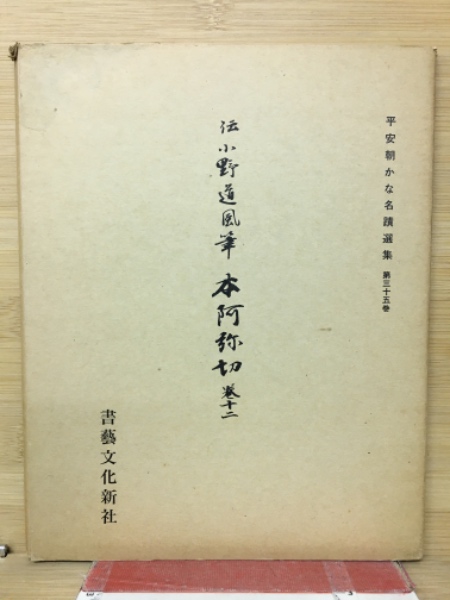 平安朝かな名蹟選集 第三十五巻
伝小野道風筆 本阿弥切 巻十二
書藝文化新社